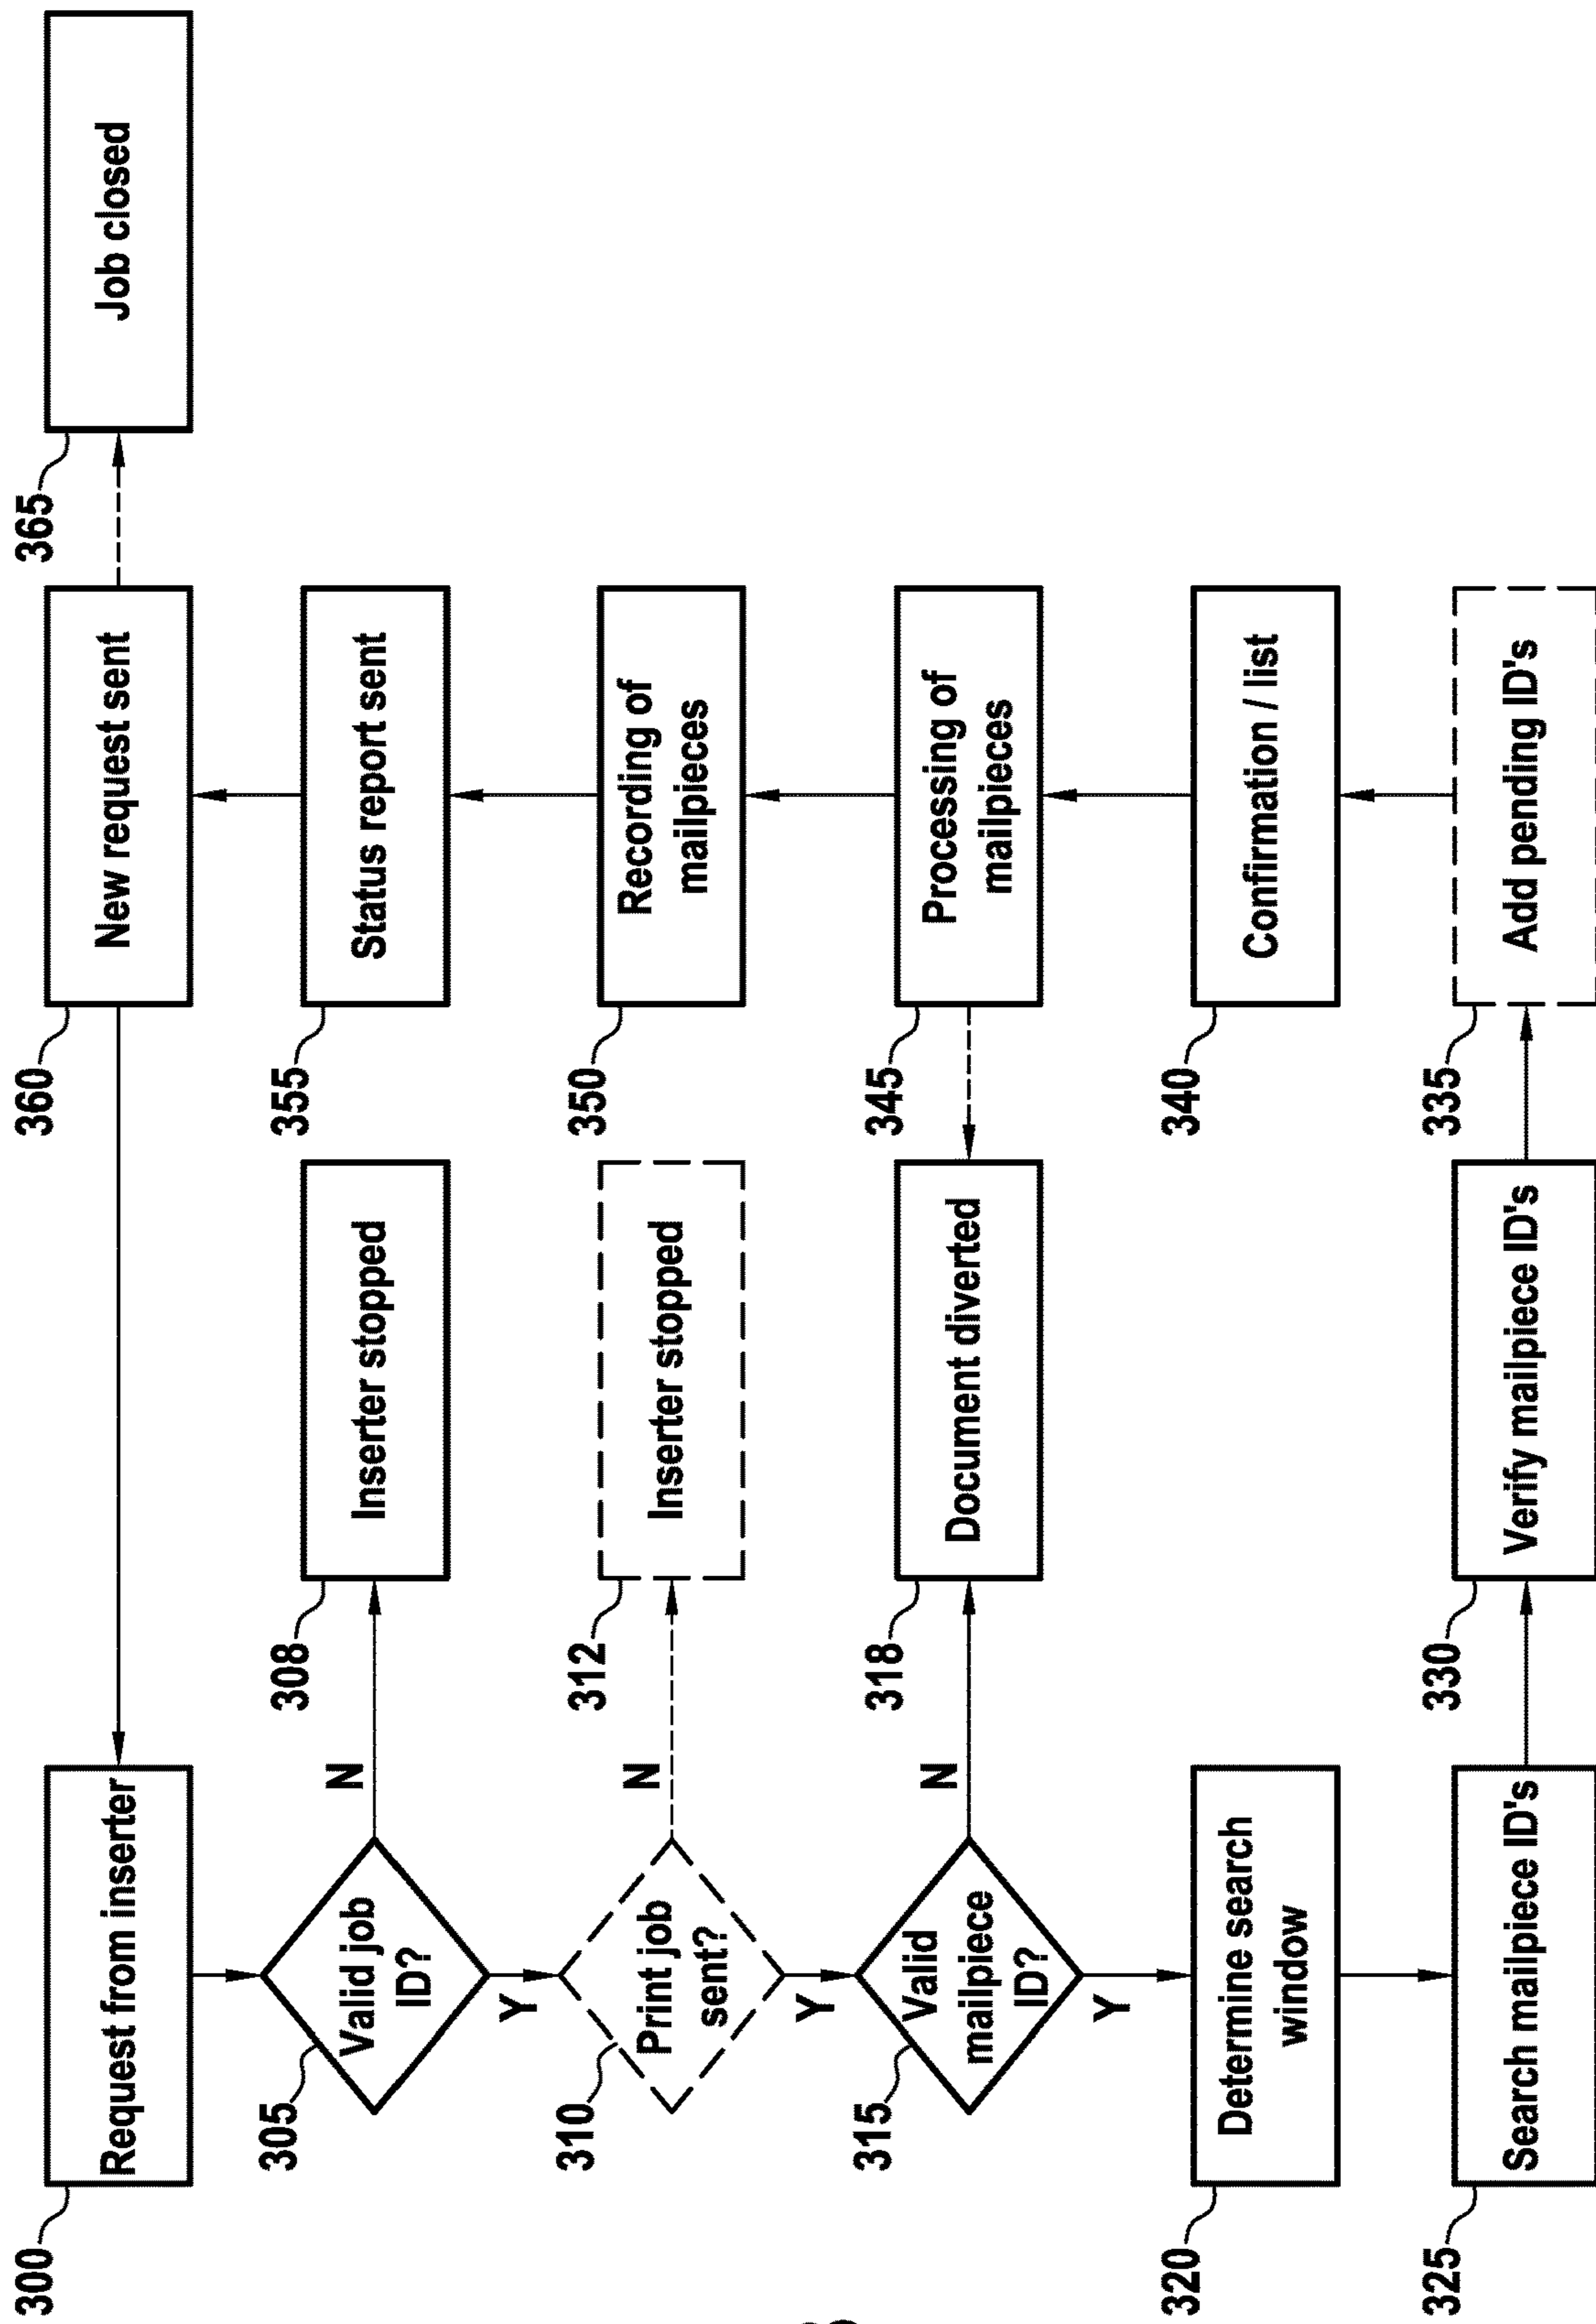 300
Request from inserter
360
New request sent
365
Job closed
305
Valid job
ID?
N
308
Inserter stopped
355
Status report sent
Y
310
Print job
sent?
N
312
Inserter stopped
350
Recording of
mailpieces
Y
315
Valid
mailpiece
ID?
N
318
Document diverted
345
Processing of
mailpieces
Y
320
Determine search
window
340
Confirmation / list
325
Search mailpiece ID's
330
Verify mailpiece ID's
335
Add pending ID's